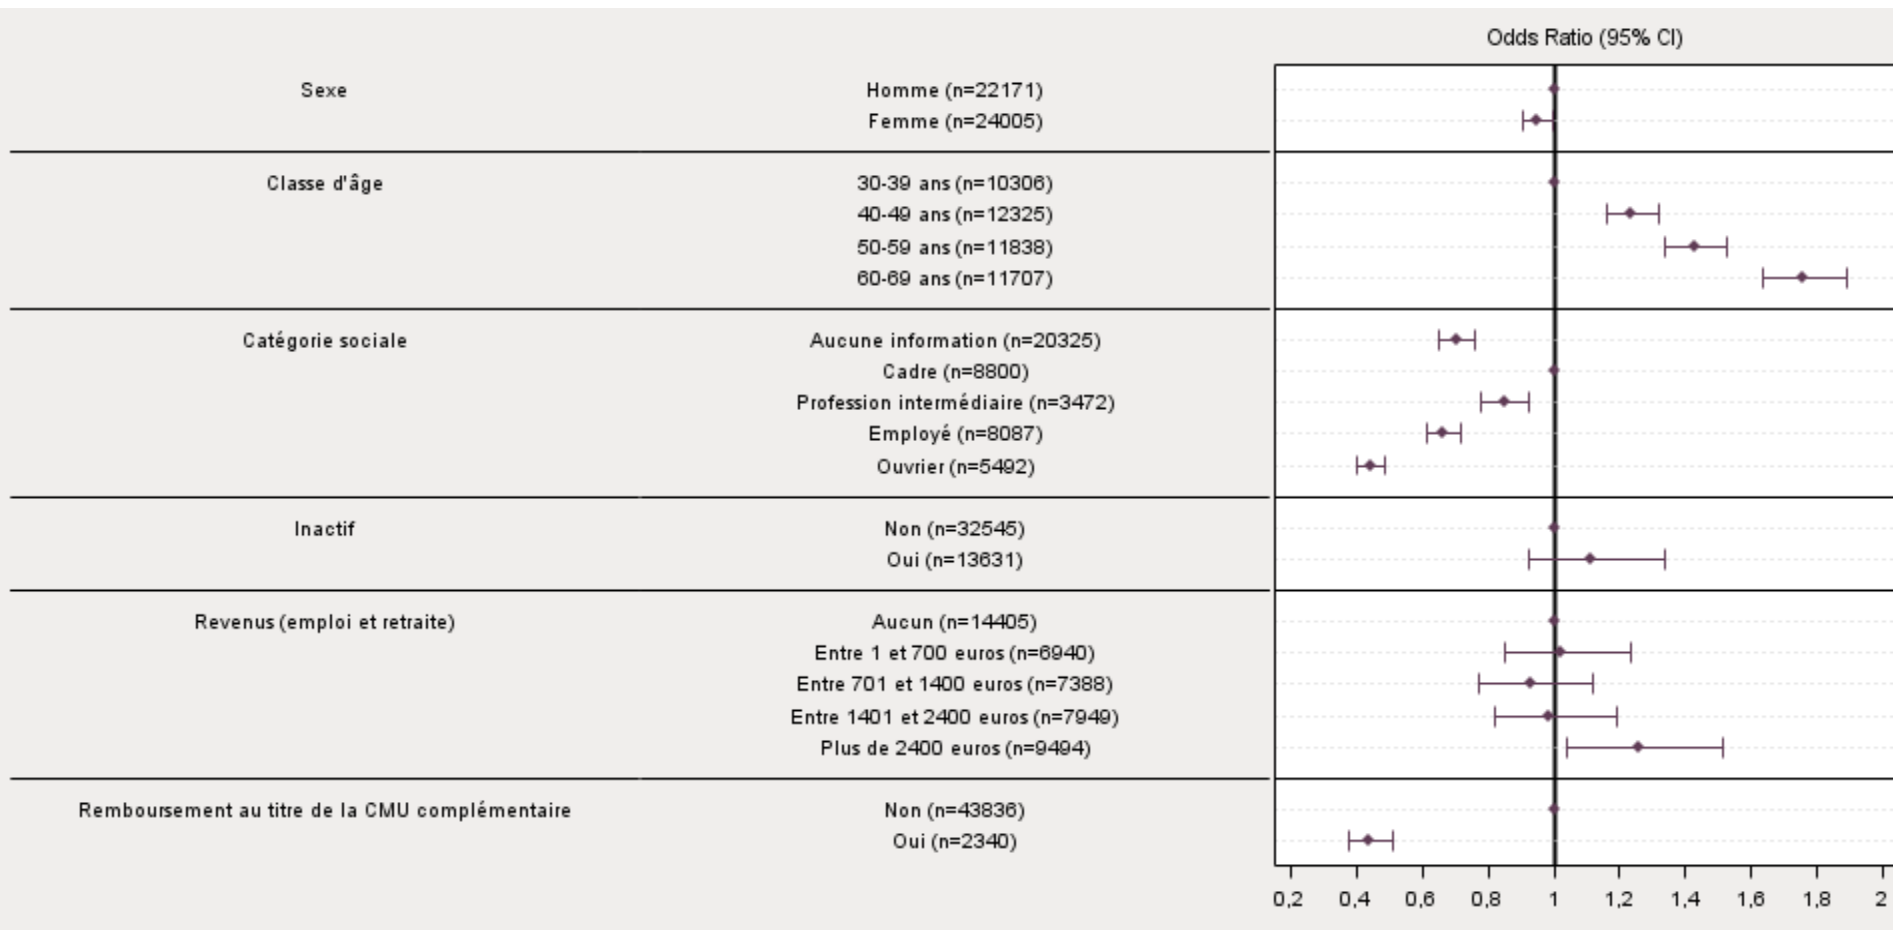 Odds Ratio (95% CI)
Sexe Homme (n=22171)
Femme (n=24005)
Classe d'âge 30-39 ans (n=10306)
40-49 ans (n=12325)
50-59 ans (n=11838)
60-69 ans (n=11707)
Catégorie sociale Aucune information (n=20325)
Cadre (n=8800)
Profession intermédiaire (n=3472)
Employé (n=8087)
Ouvrier (n=5492)
Inactif Non (n=32545)
Oui (n=13631)
Revenus (emploi et retraite) Aucun (n=14405)
Entre 1 et 700 euros (n=6940)
Entre 701 et 1400 euros (n=7388)
Entre 1401 et 2400 euros (n=7949)
Plus de 2400 euros (n=9494)
Remboursement au titre de la CMU complémentaire Non (n=43836)
Oui (n=2340)
0,2 0,4 0,6 0,8 1 1,2 1,4 1,6 1,8 2